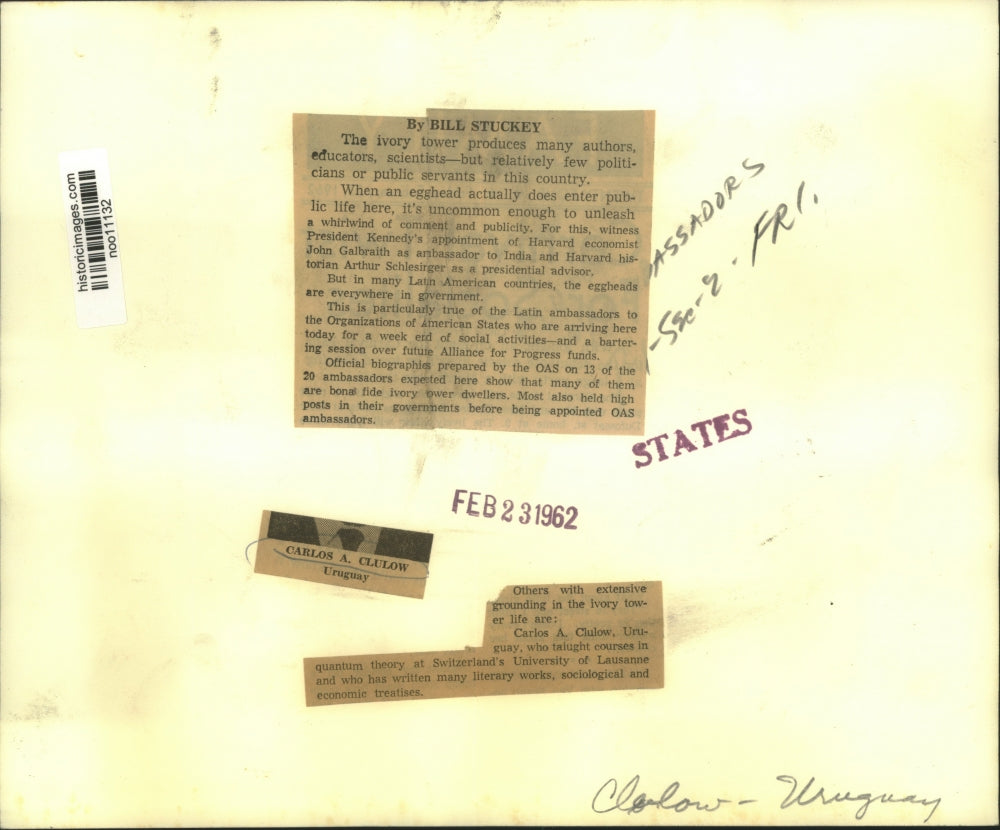 historicimages.com
noo11132
By BILL STUCKEY
The ivory tower produces many authors,
educators, scientists—but relatively few politi-
cians or public servants in this country.
When an egghead actually does enter pub-
lic life here, it's uncommon enough to unleash
a whirlwind of comment and publicity. For this, witness
President Kennedy's appointment of Harvard economist
John Galbraith as ambassador to India and Harvard his-
torian Arthur Schlesinger as a presidential advisor.
But in many Latin American countries, the eggheads
are everywhere in government.
This is particularly true of the Latin ambassadors to
the Organizations of American States who are arriving here
today for a week end of social activities—and a barter-
ing session over future Alliance for Progress funds.
Official biographies prepared by the OAS on 13 of the
20 ambassadors expected here show that many of them
are bona fide ivory ower dwellers. Most also held high
posts in their governments before being appointed OAS
ambassadors.
ASSADORS
FRI.
STATES
FEB 23 1962
CARLOS A. CLULOW
Uruguay
Others with extensive
grounding in the ivory tow-
er life are:
Carlos A. Clulow, Uru-
guay, who taught courses in
quantum theory at Switzerland's University of Lausanne
and who has written many literary works, sociological and
economic treatises.
Clulow - Uruguay